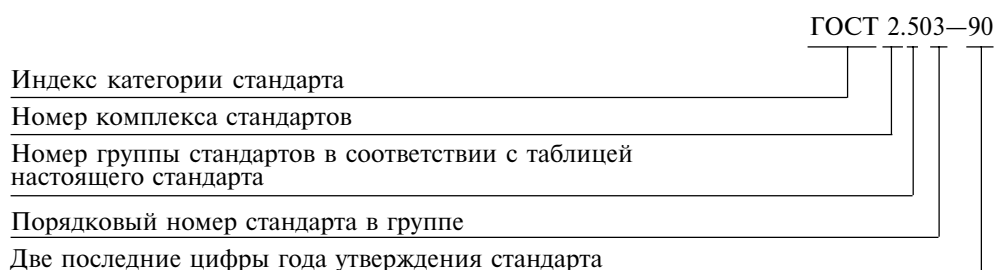 ГОСТ 2.503—90
Индекс категории стандарта
Номер комплекса стандартов
Номер группы стандартов в соответствии с таблицей
настоящего стандарта
Порядковый номер стандарта в группе
Две последние цифры года утверждения стандарта